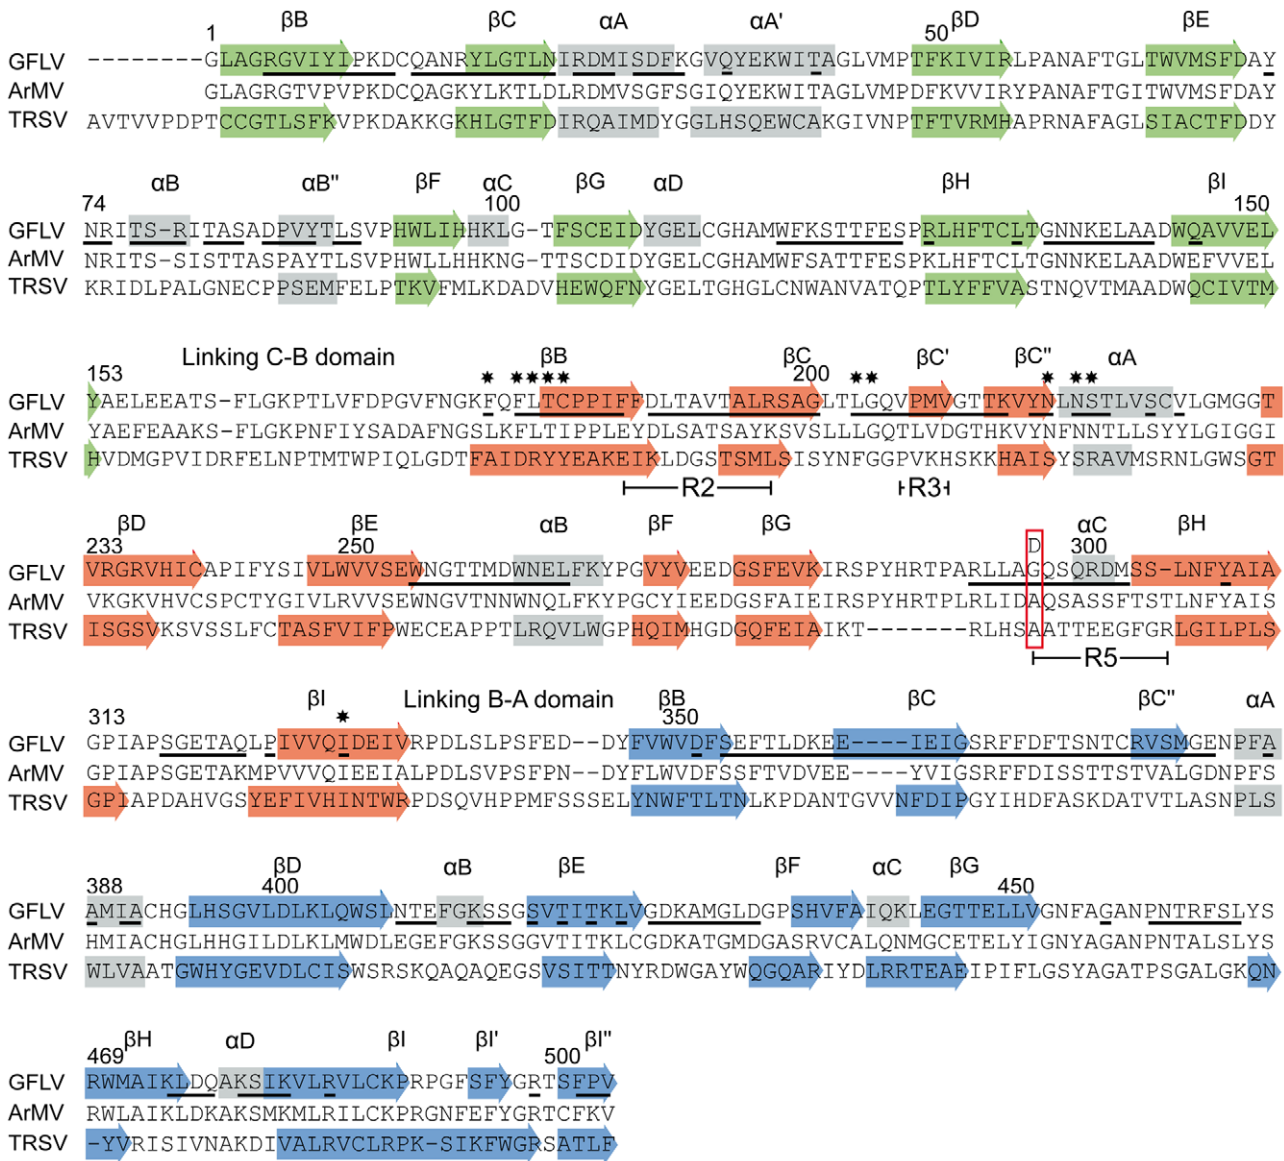 βB βC αA αA' βD βE
1 50
GFLV --------GLAGRGVIYIPKDCQANRYLGTLNIRDMISDFKGVQYEKWITAGLVMPTFKIVIRLPANAFTGLTWVMSFDAY
ArMV GLAGRGTVPVPKDCQAGKYLKTLDLRDMVSGFSGIQYEKWITAGLVMPDFKVVIRYPANAFTGITWVMSFDAY
TRSV AVTVVPDPTCCGTLSFKVPKDAKKGKHLGTFDIRQAIMDYGGLHSQEWCAKGIVNPTFTVRMHAPRNAFAGLSIACTFDDY
αB αB" βF αC βG αD βH βI
74 100 150
GFLV NRITS-RITASADPVYTLSVPHWLIHHKLG-TFSCEIDYGELCGHAMWFKSTTFESPRLHFTCLTGNNKELAADWQAVVEL
ArMV NRITS-SISTTASPAYTLSVPHWLLHHKNG-TTSCDIDYGELCGHAMWFSATTFESPKLHFTCLTGNNKELAADWEFVVEL
TRSV KRIDLPALGNECPPSEMFELPTKVFMLKDADVHEWQFNYGELTGHGLCNWANVATQPTLYFFVASTNQVTMAADWQCIVTM
153 Linking C-B domain βB βC 200 βC' βC" αA
GFLV YAELEEATS-FLGKPTLVFDPGVFNGKFQFLTCPPIFFDLTAVTALRSAGLTLGQVPMVGTTKVYNLNSTLVSCVLGMGGT
ArMV YAEFEAAKS-FLGKPNFIYSADAFNGSLKFLTIPPLEYDLSATSAYKSVSLLLGQTLVDGTHKVYNFNNTLLSYYLGIGGI
TRSV HVDMGPVIDRFELNPTMTWPIQLGDTFAIDRYYEAKEIKLDGSTSMLSISYNFGGPVKHSKKHAISYSRAVMSRNLGWSGT
R2 R3
βD βE αB βF βG αC βH
233 250 D 300
GFLV VRGRVHICAPIFYSIVLWVVSEWNGTTMDWNELFKYPGVYVEEDGSFEVKIRSPYHRTPARLLAGQSQRDMSS-LNFYAIA
ArMV VKGKVHVCSPCTYGIVLRVVSEWNGVTNNWNQLFKYPGCYIEEDGSFAIEIRSPYHRTPLRLIDAQSASSFTSTLNFYAIS
TRSV ISGSVKSVSSLFCTASFVIFPWECEAPPTLRQVLWGPHQIMHGDGQFEIAIKT-------RLHSAATTEEGFGRLGILPLS
R5
313 βI Linking B-A domain βB 350 βC βC" αA
GFLV GPIAPSGETAQLPIVVQIDEIVRPDLSLPSFED--DYFVWVDFSEFTLDKEE----IEIGSRFFDFTSNTCRVSMGENPFA
ArMV GPIAPSGETAKMPVVVQIEEIALPDLSVPSFPN--DYFLWVDFSSFTVDVEE----YVIGSRFFDISSTTSTVALGDNPFS
TRSV GPIAPDAHVGSYEFIVHINTWRPDSQVHPPMFSSSELYNWFTLTNLKPDANTGVVNFDIPGYIHDFASKDATVTLASNPLS
388 βD 400 αB βE βF αC βG 450
GFLV AMIACHGLHSGVLDLKLQWSLNTEFGKSSGSVTITKLVGDKAMGLDGPSHVFAIQKLEGTTELLVGNFAGANPNTRFSLYS
ArMV HMIACHGLHHGILDLKLMWDLEGEFGKSSGGVTITKLCGDKATGMDGASRVCALQNMGCETELYIGNYAGANPNTALSLYS
TRSV WLVAATGWHYGEVDLCISWSRSKQAQAQEGSVSITTNYRDWGAYWQGQARIYDLRRTEAEIPIFLGSYAGATPSGALGKQN
469 βH αD βI βI' 500 βI"
GFLV RWMAIKLDQAKSIKVLRVLCKPRPGFSFYGRTSFPV
ArMV RWLAIKLDKAKSMKMLRILCKPRGNFEFYGRTCFKV
TRSV -YVRISIVNAKDIVALRVCLRPK-SIKFWGRSATLF